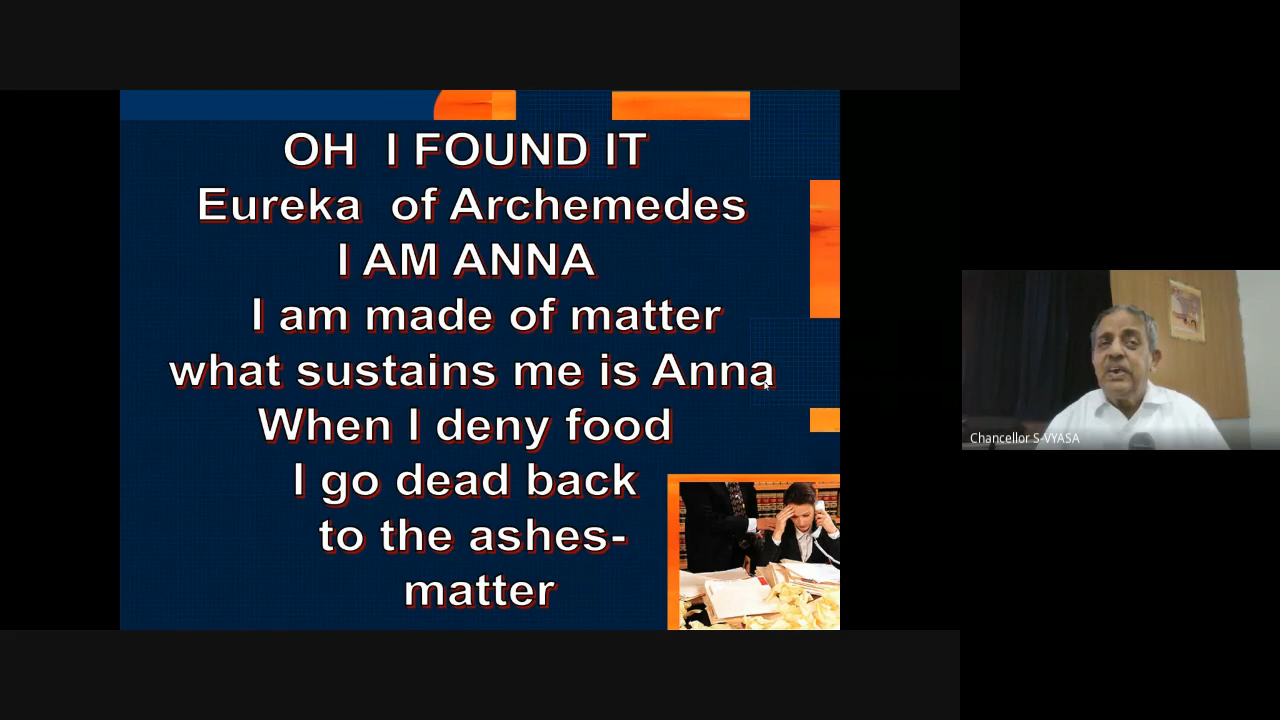 OH I FOUND IT
Eureka of Archemedes
I AM ANNA
I am made of matter
what sustains me is Anna
When I deny food
I go dead back
to the ashes-
matter
Chancellor S-VYASA